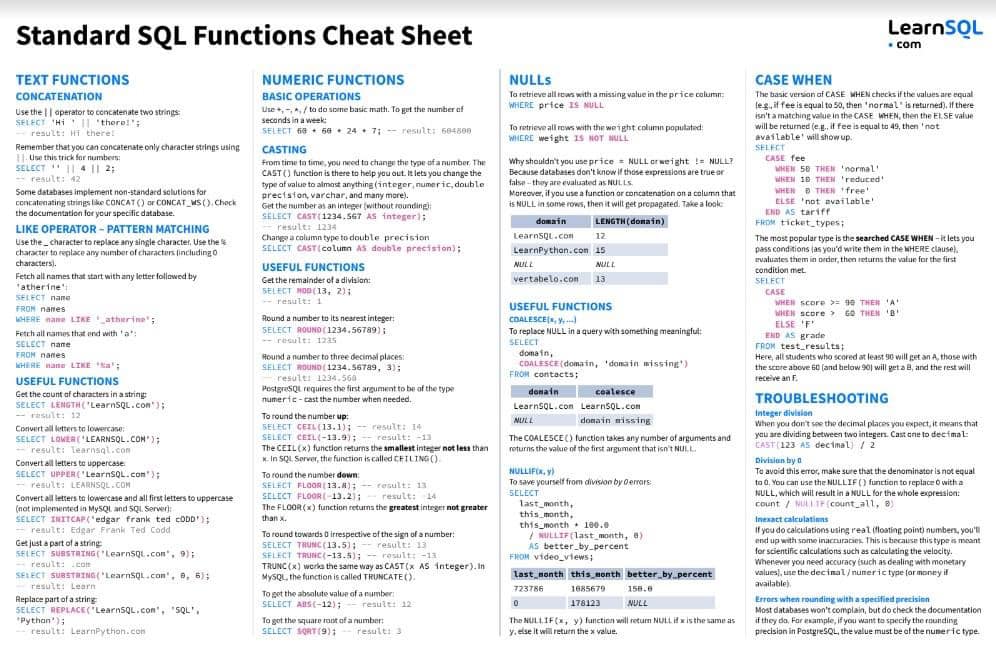 Standard SQL Functions Cheat Sheet
LearnSQL
.com
TEXT FUNCTIONS
CONCATENATION
Use the || operator to concatenate two strings:
SELECT 'Hi ' || 'there!';
-- result: Hi there!
Remember that you can concatenate only character strings using
||. Use this trick for numbers:
SELECT '' || 4 || 2;
-- result: 42
Some databases implement non-standard solutions for
concatenating strings like CONCAT() or CONCAT_WS(). Check
the documentation for your specific database.
LIKE OPERATOR – PATTERN MATCHING
Use the _ character to replace any single character. Use the %
character to replace any number of characters (including 0
characters).
Fetch all names that start with any letter followed by
'atherine':
SELECT name
FROM names
WHERE name LIKE '_atherine';
Fetch all names that end with 'a':
SELECT name
FROM names
WHERE name LIKE '%a';
USEFUL FUNCTIONS
Get the count of characters in a string:
SELECT LENGTH('LearnSQL.com');
-- result: 12
Convert all letters to lowercase:
SELECT LOWER('LEARNSQL.COM');
-- result: learnsql.com
Convert all letters to uppercase:
SELECT UPPER('LearnSQL.com');
-- result: LEARNSQL.COM
Convert all letters to lowercase and all first letters to uppercase
(not implemented in MySQL and SQL Server):
SELECT INITCAP('edgar frank ted cODD');
-- result: Edgar Frank Ted Codd
Get just a part of a string:
SELECT SUBSTRING('LearnSQL.com', 9);
-- result: .com
SELECT SUBSTRING('LearnSQL.com', 0, 6);
-- result: Learn
Replace part of a string:
SELECT REPLACE('LearnSQL.com', 'SQL',
'Python');
-- result: LearnPython.com
NUMERIC FUNCTIONS
BASIC OPERATIONS
Use +, -, *, / to do some basic math. To get the number of
seconds in a week:
SELECT 60 * 60 * 24 * 7; -- result: 604800
CASTING
From time to time, you need to change the type of a number. The
CAST() function is there to help you out. It lets you change the
type of value to almost anything (integer, numeric, double
precision, varchar, and many more).
Get the number as an integer (without rounding):
SELECT CAST(1234.567 AS integer);
-- result: 1234
Change a column type to double precision
SELECT CAST(column AS double precision);
USEFUL FUNCTIONS
Get the remainder of a division:
SELECT MOD(13, 2);
-- result: 1
Round a number to its nearest integer:
SELECT ROUND(1234.56789);
-- result: 1235
Round a number to three decimal places:
SELECT ROUND(1234.56789, 3);
-- result: 1234.568
PostgreSQL requires the first argument to be of the type
numeric – cast the number when needed.
To round the number up:
SELECT CEIL(13.1); -- result: 14
SELECT CEIL(-13.9); -- result: -13
The CEIL(x) function returns the smallest integer not less than
x. In SQL Server, the function is called CEILING().
To round the number down:
SELECT FLOOR(13.8); -- result: 13
SELECT FLOOR(-13.2); -- result: -14
The FLOOR(x) function returns the greatest integer not greater
than x.
To round towards 0 irrespective of the sign of a number:
SELECT TRUNC(13.5); -- result: 13
SELECT TRUNC(-13.5); -- result: -13
TRUNC(x) works the same way as CAST(x AS integer). In
MySQL, the function is called TRUNCATE().
To get the absolute value of a number:
SELECT ABS(-12); -- result: 12
To get the square root of a number:
SELECT SQRT(9); -- result: 3
NULLs
To retrieve all rows with a missing value in the price column:
WHERE price IS NULL
To retrieve all rows with the weight column populated:
WHERE weight IS NOT NULL
Why shouldn't you use price = NULL or weight != NULL?
Because databases don't know if those expressions are true or
false – they are evaluated as NULLs.
Moreover, if you use a function or concatenation on a column that
is NULL in some rows, then it will get propagated. Take a look:
domain LENGTH(domain)
LearnSQL.com 12
LearnPython.com 15
NULL NULL
vertabelo.com 13
USEFUL FUNCTIONS
COALESCE(x, y, ...)
To replace NULL in a query with something meaningful:
SELECT
domain,
COALESCE(domain, 'domain missing')
FROM contacts;
domain coalesce
LearnSQL.com LearnSQL.com
NULL domain missing
The COALESCE() function takes any number of arguments and
returns the value of the first argument that isn't NULL.
NULLIF(x, y)
To save yourself from division by 0 errors:
SELECT
last_month,
this_month,
this_month * 100.0
/ NULLIF(last_month, 0)
AS better_by_percent
FROM video_views;
last_month this_month better_by_percent
723786 1085679 150.0
0 178123 NULL
The NULLIF(x, y) function will return NULL if x is the same as
y, else it will return the x value.
CASE WHEN
The basic version of CASE WHEN checks if the values are equal
(e.g., if fee is equal to 50, then 'normal' is returned). If there
isn't a matching value in the CASE WHEN, then the ELSE value
will be returned (e.g., if fee is equal to 49, then 'not
available' will show up.
SELECT
CASE fee
WHEN 50 THEN 'normal'
WHEN 10 THEN 'reduced'
WHEN 0 THEN 'free'
ELSE 'not available'
END AS tariff
FROM ticket_types;
The most popular type is the searched CASE WHEN – it lets you
pass conditions (as you'd write them in the WHERE clause),
evaluates them in order, then returns the value for the first
condition met.
SELECT
CASE
WHEN score >= 90 THEN 'A'
WHEN score > 60 THEN 'B'
ELSE 'F'
END AS grade
FROM test_results;
Here, all students who scored at least 90 will get an A, those with
the score above 60 (and below 90) will get a B, and the rest will
receive an F.
TROUBLESHOOTING
Integer division
When you don't see the decimal places you expect, it means that
you are dividing between two integers. Cast one to decimal:
CAST(123 AS decimal) / 2
Division by 0
To avoid this error, make sure that the denominator is not equal
to 0. You can use the NULLIF() function to replace 0 with a
NULL, which will result in a NULL for the whole expression:
count / NULLIF(count_all, 0)
Inexact calculations
If you do calculations using real (floating point) numbers, you'll
end up with some inaccuracies. This is because this type is meant
for scientific calculations such as calculating the velocity.
Whenever you need accuracy (such as dealing with monetary
values), use the decimal / numeric type (or money if
available).
Errors when rounding with a specified precision
Most databases won't complain, but do check the documentation
if they do. For example, if you want to specify the rounding
precision in PostgreSQL, the value must be of the numeric type.